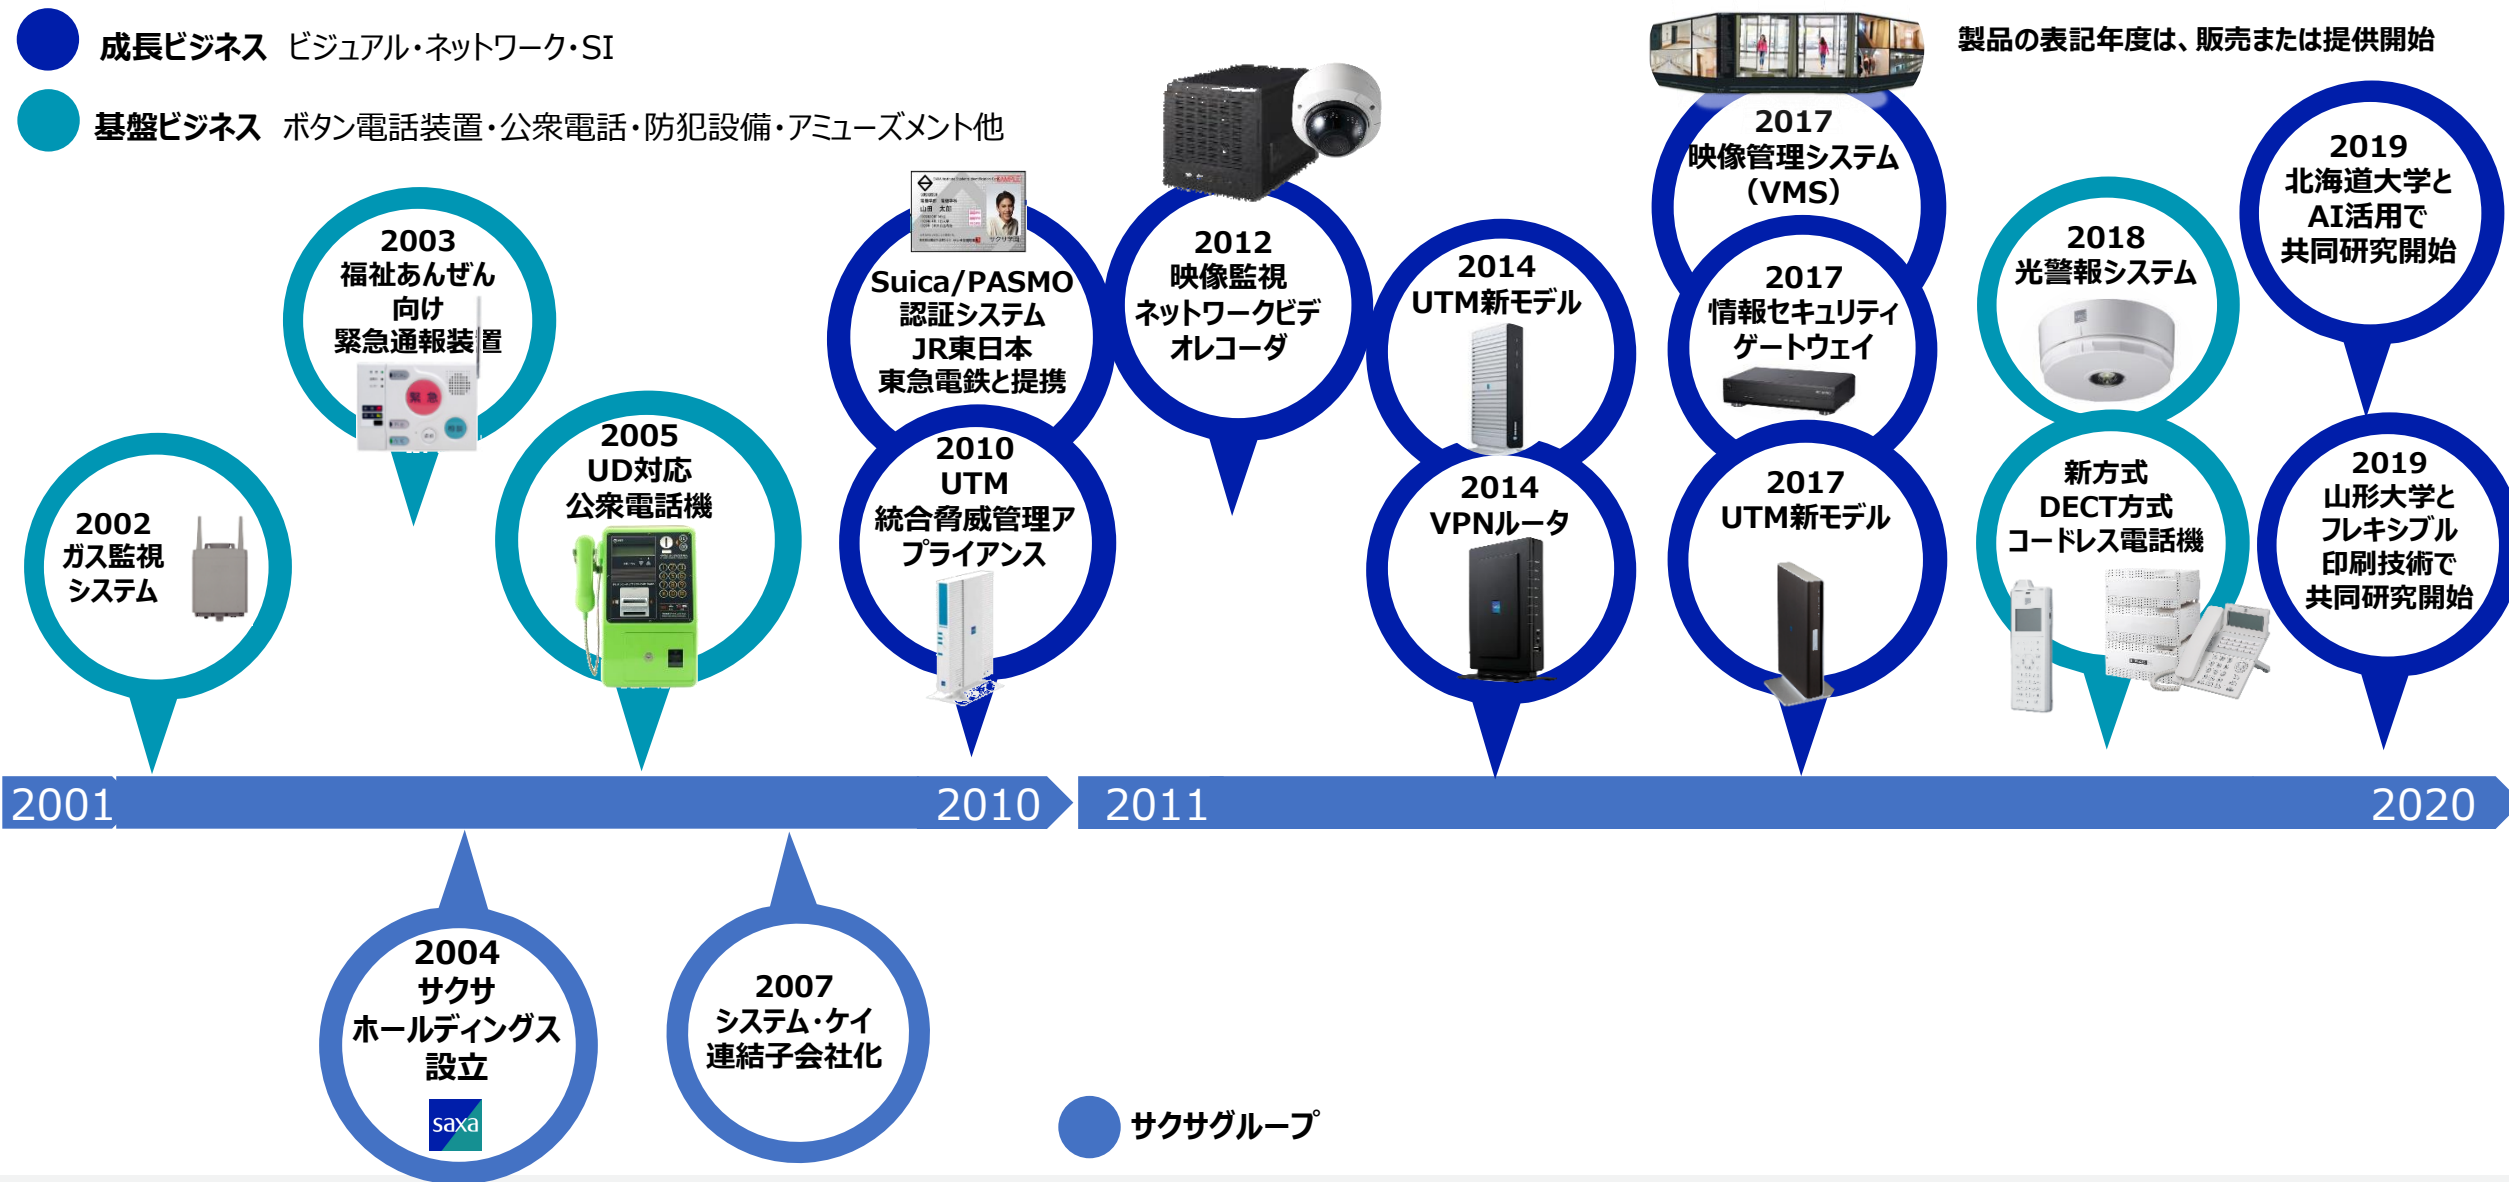 成長ビジネス ビジュアル・ネットワーク・SI
基盤ビジネス ボタン電話装置・公衆電話・防犯設備・アミューズメント他
製品の表記年度は、販売または提供開始
2002
ガス監視
システム
2003
福祉あんぜん
向け
緊急通報装置
緊急
2005
UD対応
公衆電話機
SAMPLE
山田 太郎
サクサ学園
Suica/PASMO
認証システム
JR東日本
東急電鉄と提携
2010
UTM
統合脅威管理ア
プライアンス
2012
映像監視
ネットワークビデ
オレコーダ
2014
UTM新モデル
2014
VPNルータ
2017
映像管理システム
（VMS）
2017
情報セキュリティ
ゲートウェイ
2017
UTM新モデル
2018
光警報システム
新方式
DECT方式
コードレス電話機
2019
北海道大学と
AI活用で
共同研究開始
2019
山形大学と
フレキシブル
印刷技術で
共同研究開始
2001
2010
2011
2020
2004
サクサ
ホールディングス
設立
saxa
2007
システム・ケイ
連結子会社化
サクサグループ